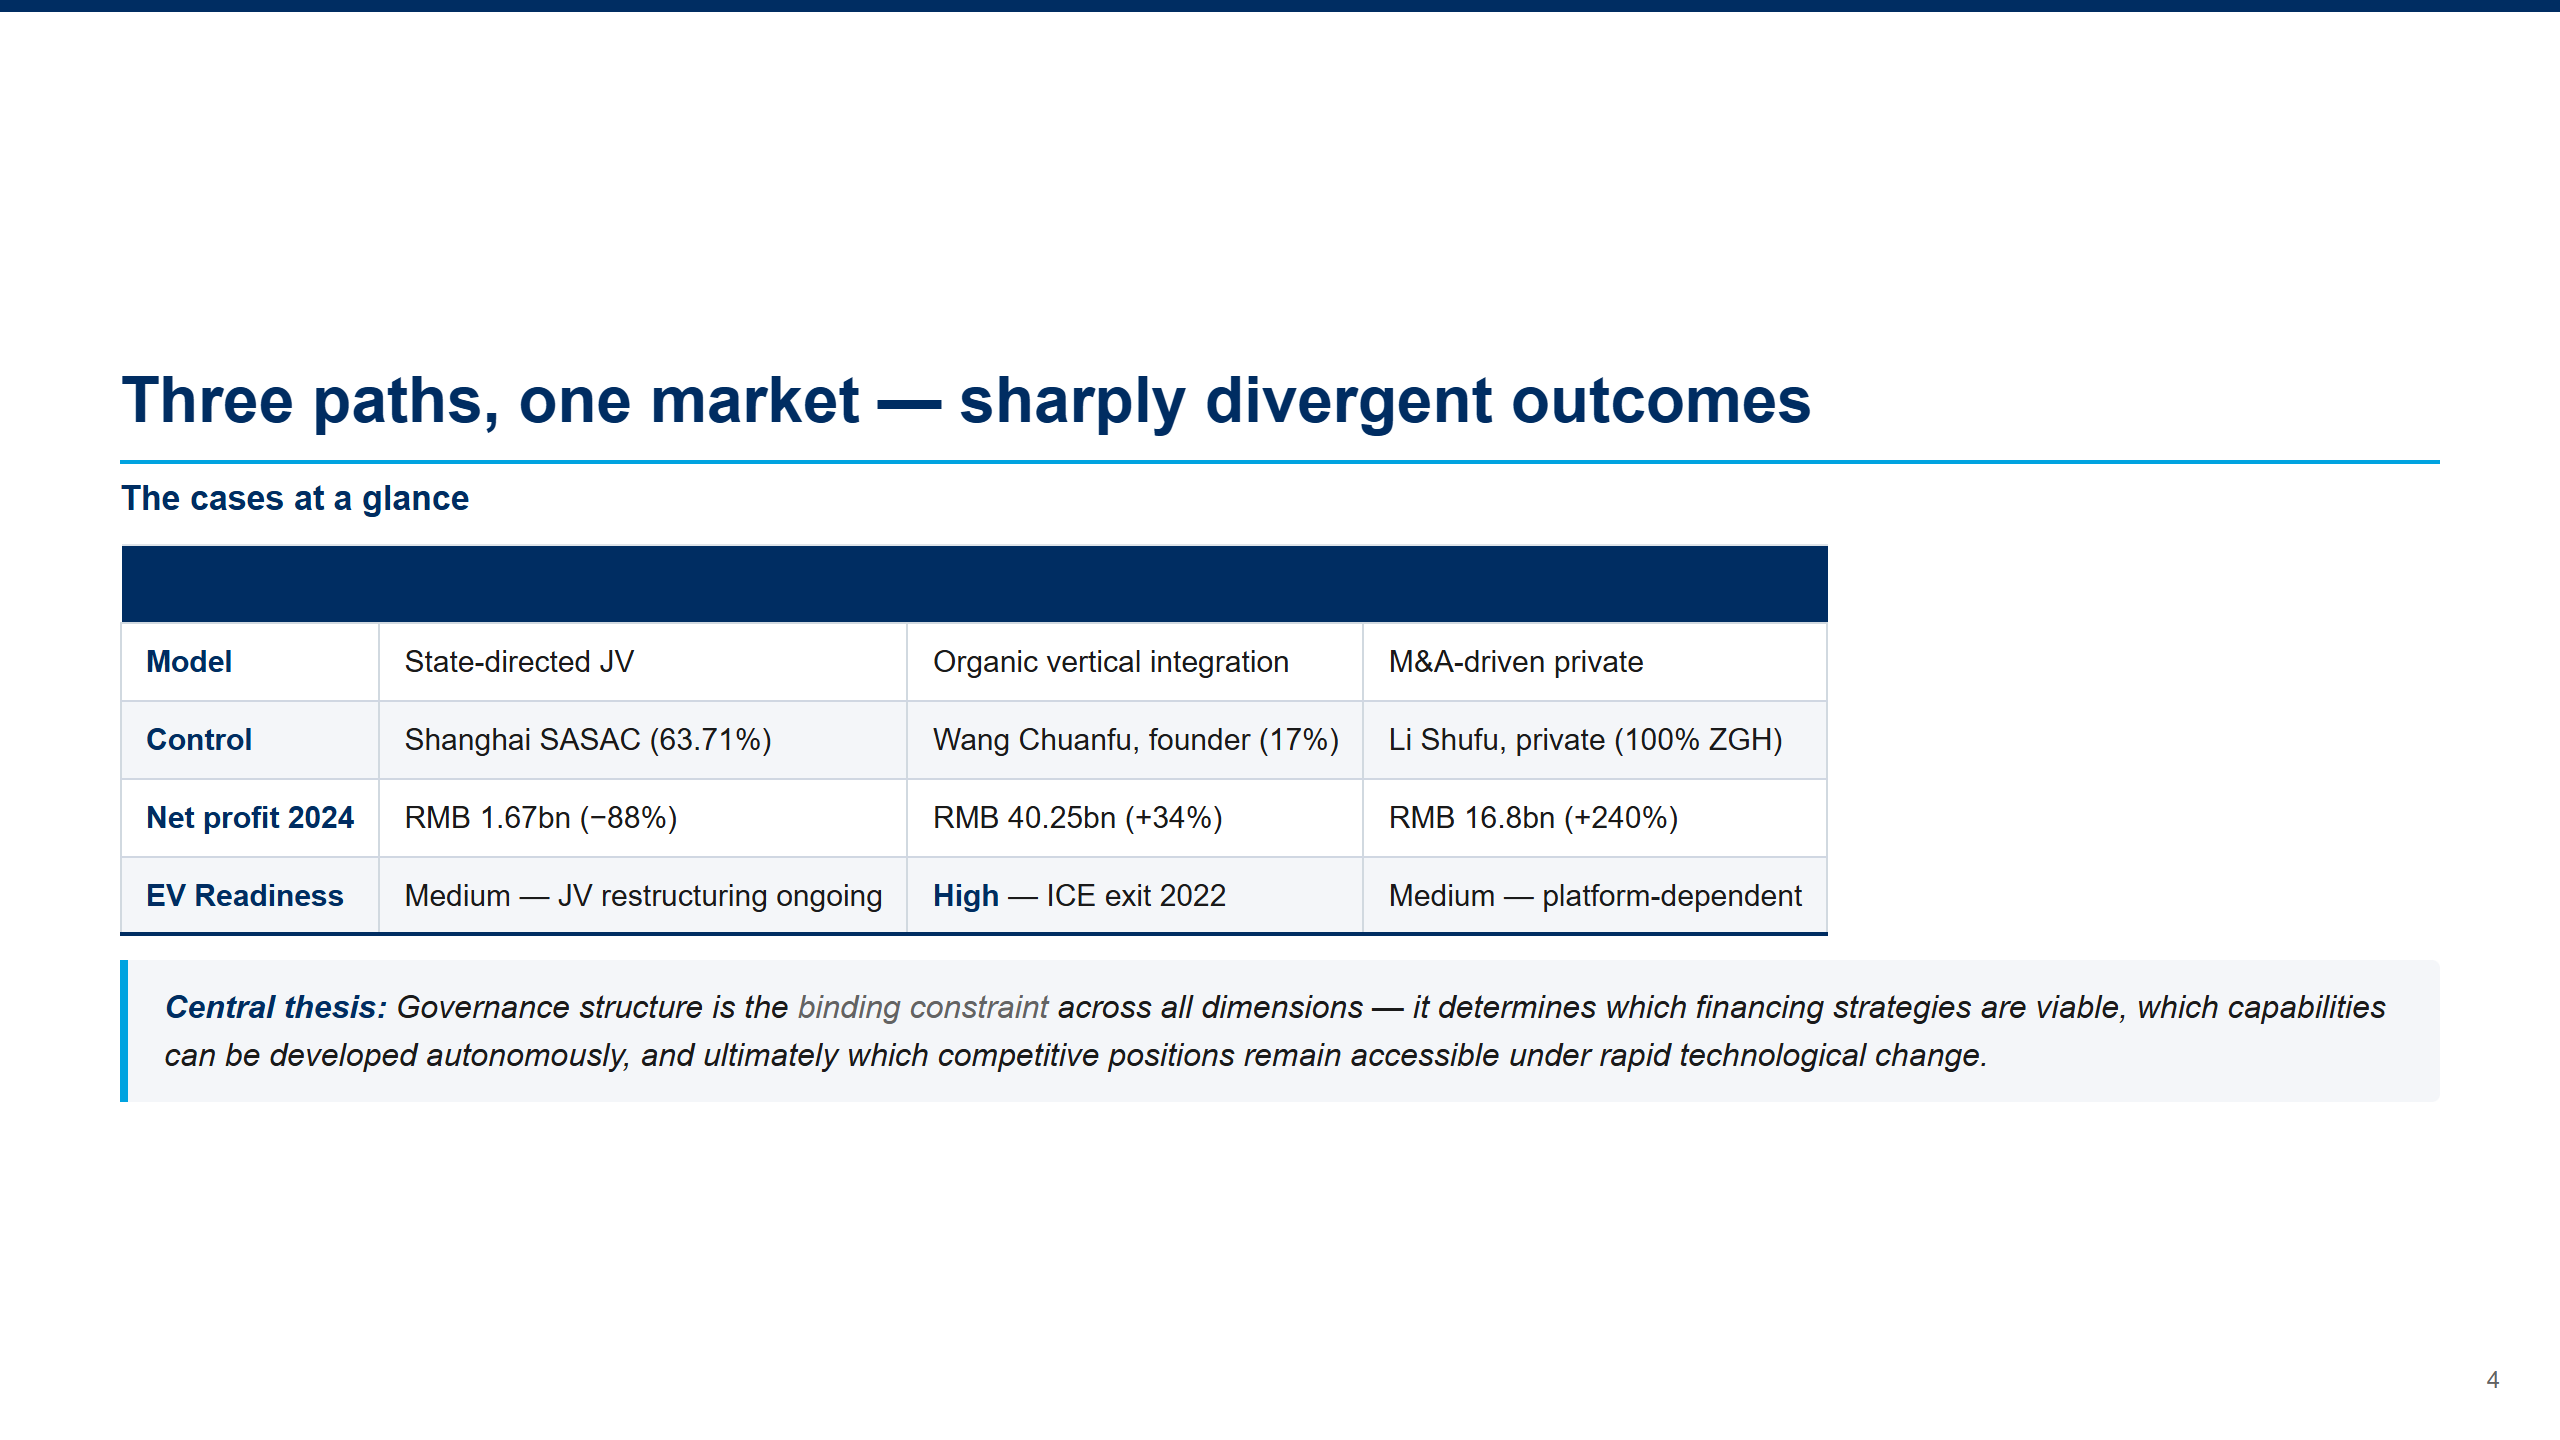 Three paths, one market — sharply divergent outcomes
The cases at a glance
Model State-directed JV Organic vertical integration M&A-driven private
Control Shanghai SASAC (63.71%) Wang Chuanfu, founder (17%) Li Shufu, private (100% ZGH)
Net profit 2024 RMB 1.67bn (−88%) RMB 40.25bn (+34%) RMB 16.8bn (+240%)
EV Readiness Medium — JV restructuring ongoing High — ICE exit 2022 Medium — platform-dependent
Central thesis: Governance structure is the binding constraint across all dimensions — it determines which financing strategies are viable, which capabilities
can be developed autonomously, and ultimately which competitive positions remain accessible under rapid technological change.
4